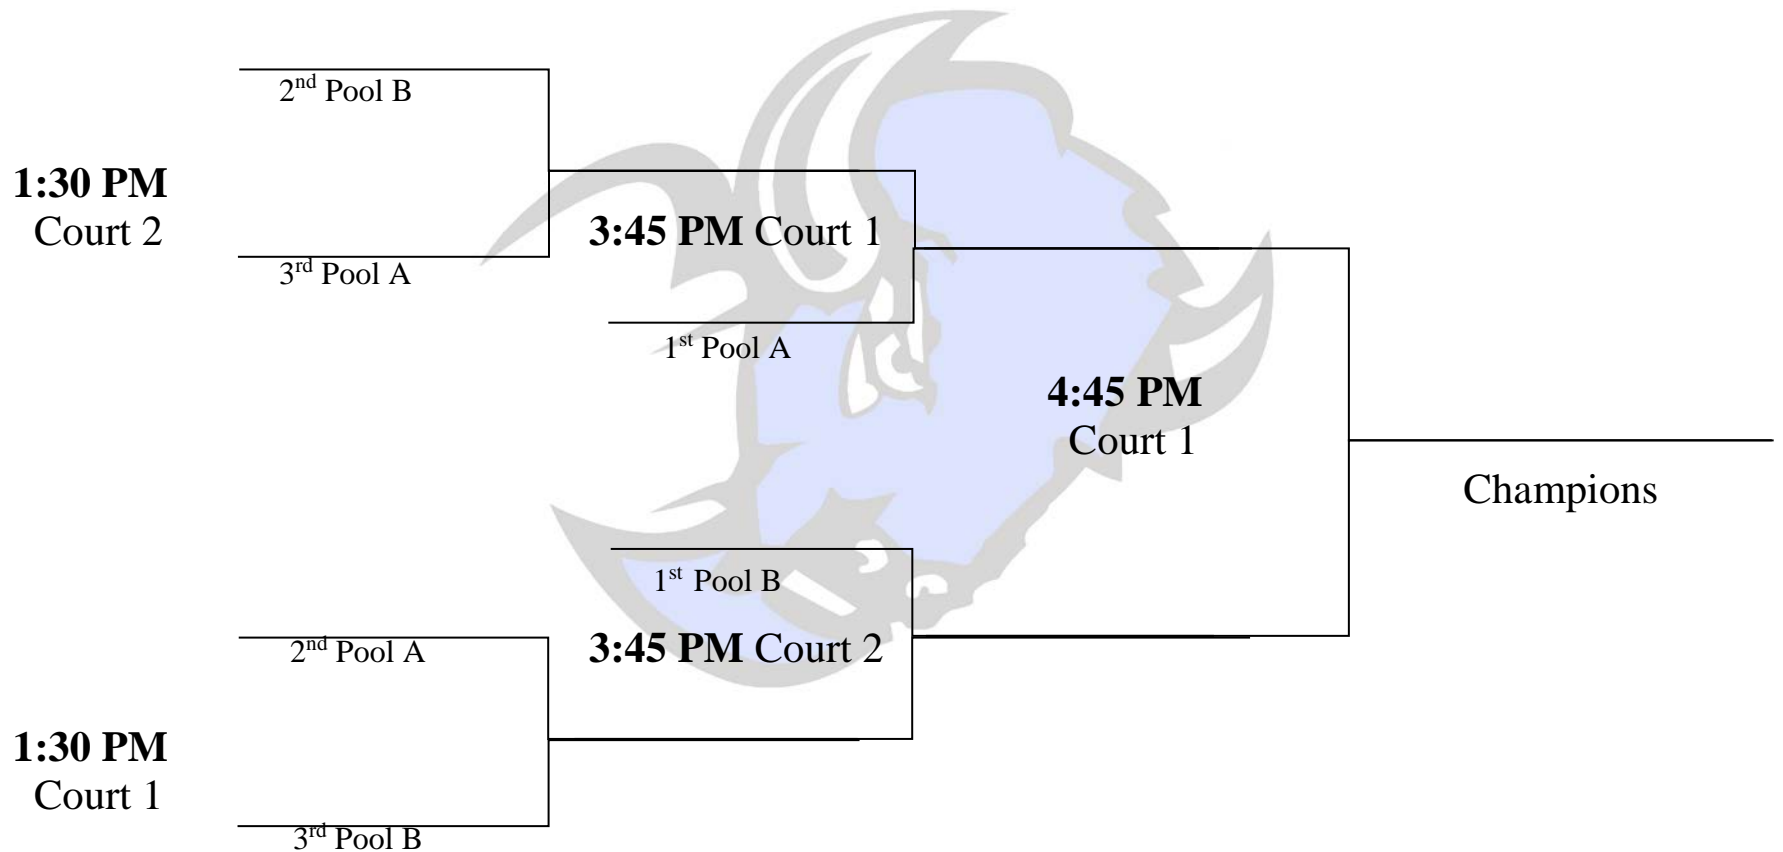 2nd Pool B
1:30 PM
Court 2
3rd Pool A
3:45 PM Court 1
1st Pool A
4:45 PM
Court 1
Champions
1st Pool B
3:45 PM Court 2
2nd Pool A
1:30 PM
Court 1
3rd Pool B